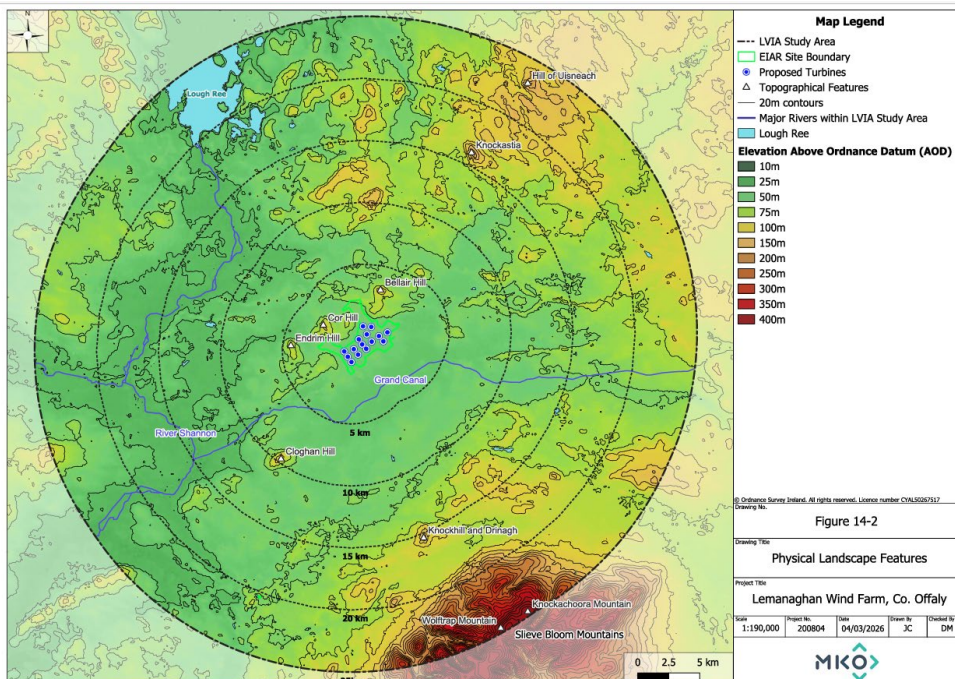 N
Lough Ree
Hill of Uisneach
Knockastia
Bellair Hill
Cor Hill
Endrim Hill
Grand Canal
River Shannon
5 km
Cloghan Hill
10 km
Knockhill and Drinagh
15 km
Knockachoora Mountain
20 km
Wolftrap Mountain
Slieve Bloom Mountains
0 2.5 5 km
Map Legend
LVIA Study Area
EIAR Site Boundary
Proposed Turbines
Topographical Features
20m contours
Major Rivers within LVIA Study Area
Lough Ree
Elevation Above Ordnance Datum (AOD)
10m
25m
50m
75m
100m
150m
200m
250m
300m
350m
400m
© Ordnance Survey Ireland. All rights reserved. Licence number CYAL50267517
Drawing No.
Figure 14-2
Drawing Title
Physical Landscape Features
Project Title
Lemanaghan Wind Farm, Co. Offaly
Scale Project No. Date Drawn By Checked By
1:190,000 200804 04/03/2026 JC DM
MKO